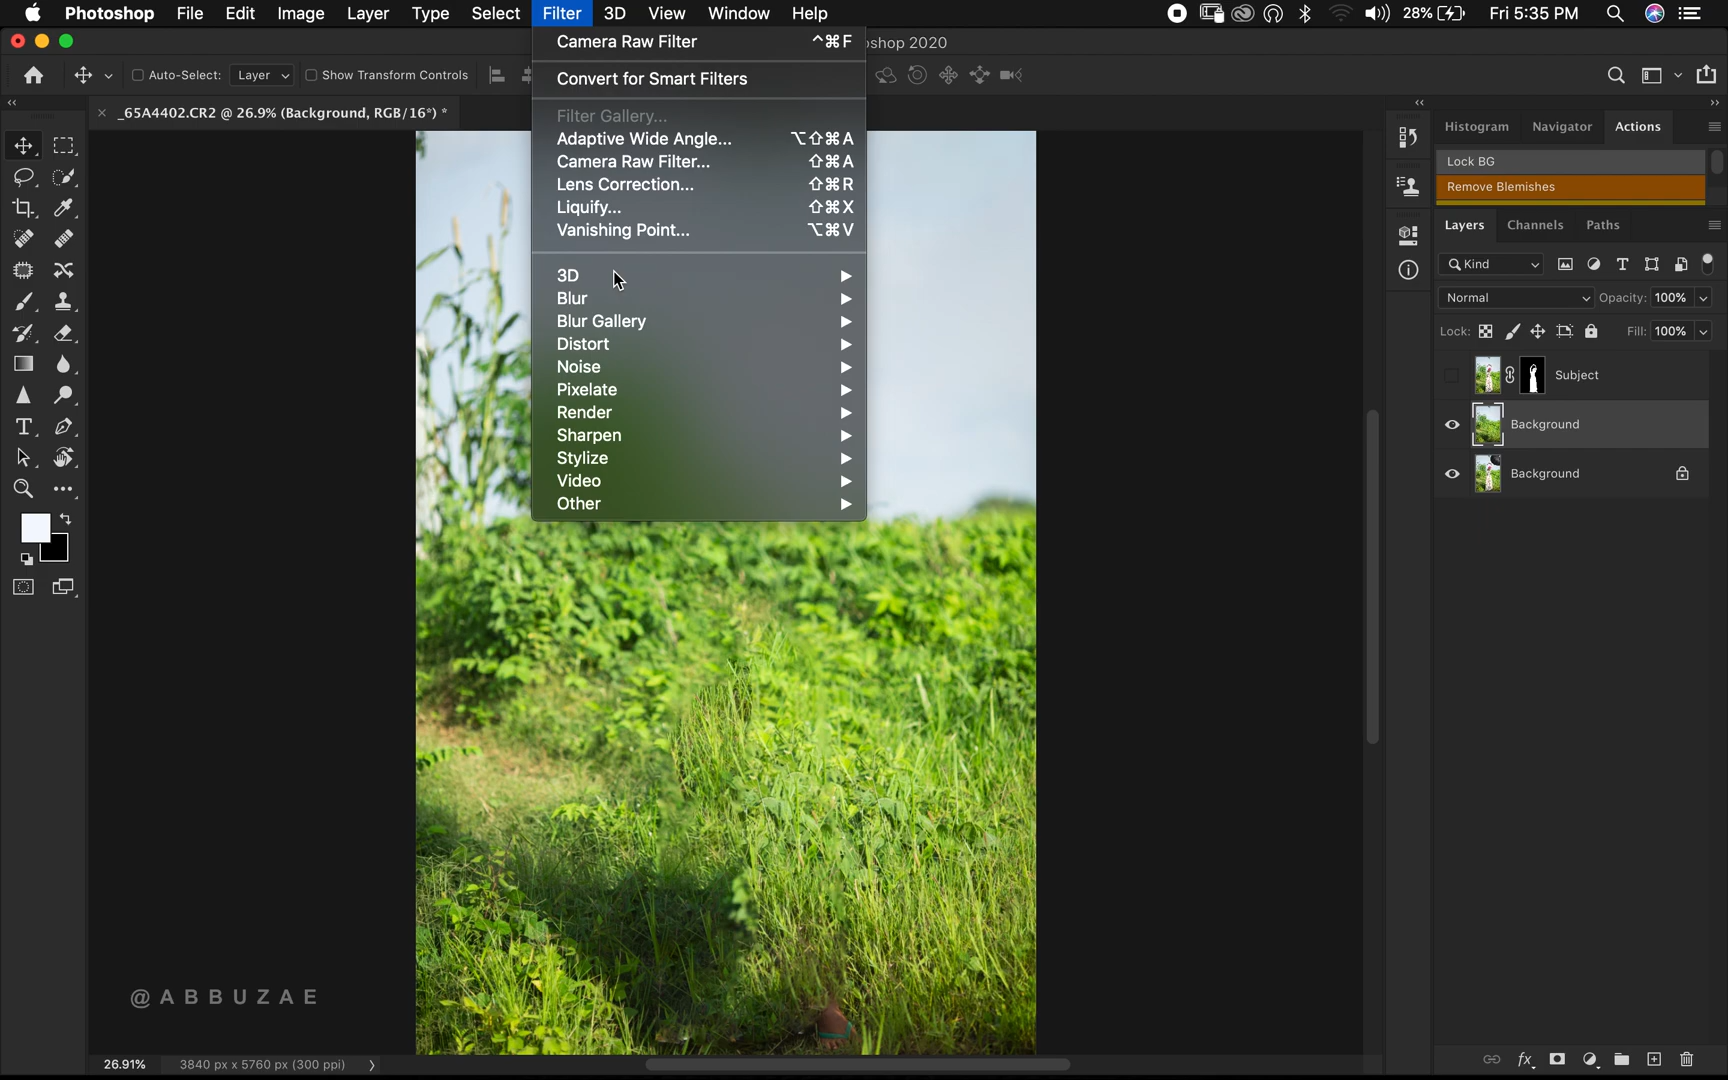 Photoshop File Edit Image Layer Type Select Filter 3D View Window Help 28% Fri 5:35 PM
shop 2020
Auto-Select: Layer Show Transform Controls
_65A4402.CR2 @ 26.9% (Background, RGB/16*) *
Camera Raw Filter ^⌘F
Convert for Smart Filters
Filter Gallery...
Adaptive Wide Angle... ⌥⇧⌘A
Camera Raw Filter... ⇧⌘A
Lens Correction... ⇧⌘R
Liquify... ⇧⌘X
Vanishing Point... ⌥⌘V
3D
Blur
Blur Gallery
Distort
Noise
Pixelate
Render
Sharpen
Stylize
Video
Other
Histogram Navigator Actions
Lock BG
Remove Blemishes
Layers Channels Paths
Kind
Normal Opacity: 100%
Lock: Fill: 100%
Subject
Background
Background
@ABBUZAE
26.91% 3840 px x 5760 px (300 ppi)